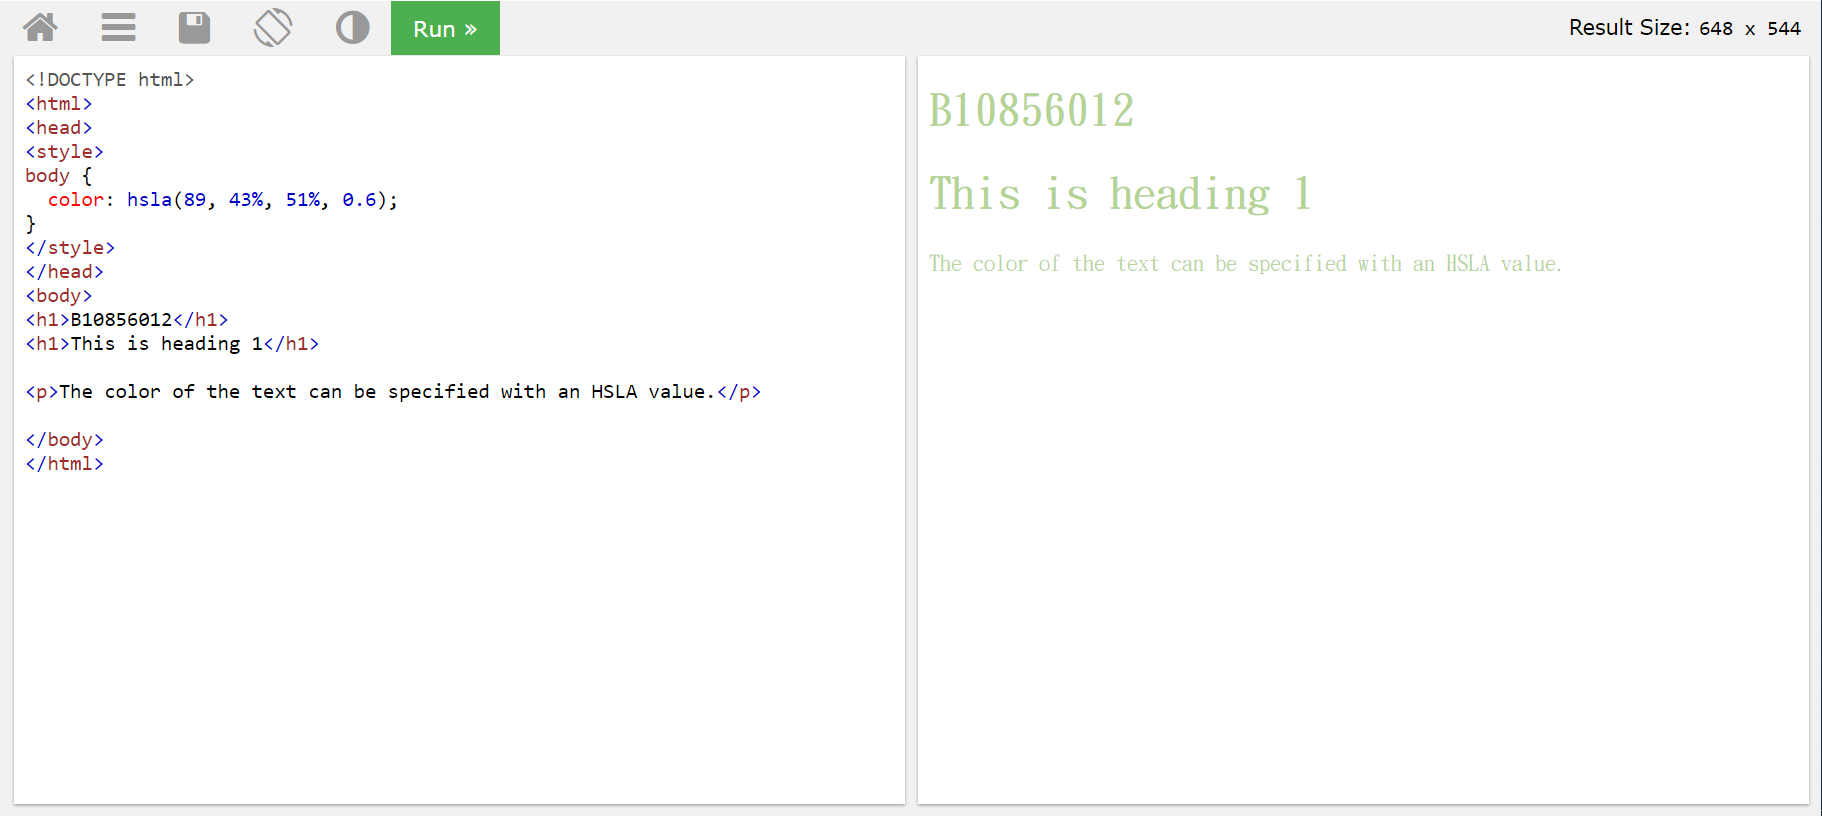 Run »
Result Size: 648 x 544
<!DOCTYPE html>
<html>
<head>
<style>
body {
  color: hsla(89, 43%, 51%, 0.6);
}
</style>
</head>
<body>
<h1>B10856012</h1>
<h1>This is heading 1</h1>
<p>The color of the text can be specified with an HSLA value.</p>
</body>
</html>
B10856012
This is heading 1
The color of the text can be specified with an HSLA value.